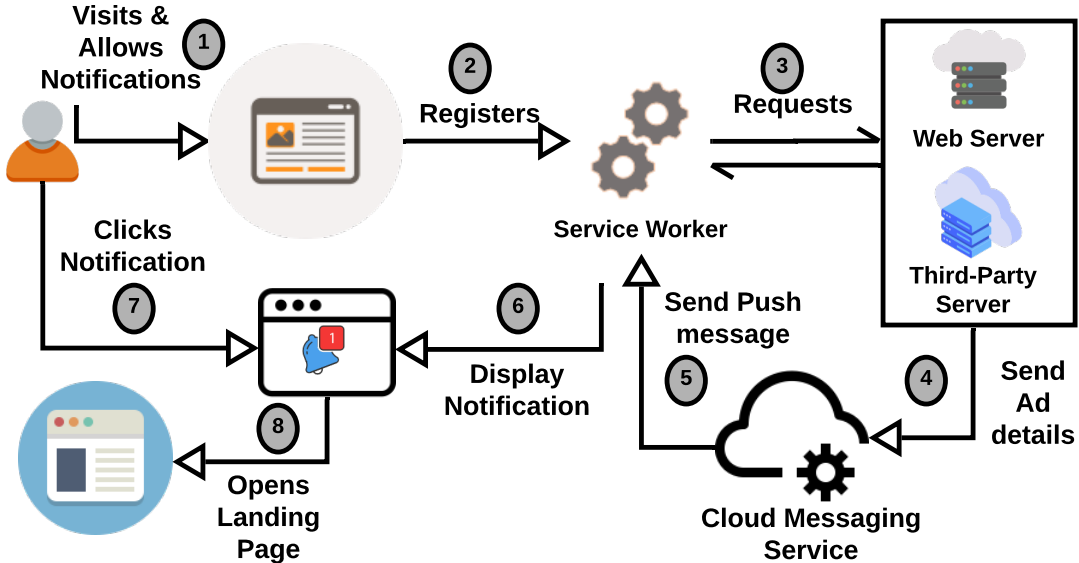 Visits &
Allows
Notifications
1
2
Registers
3
Requests
Web Server
Third-Party
Server
Service Worker
Clicks
Notification
7
1
6
Display
Notification
Send Push
message
5
4
Send
Ad
details
8
Opens
Landing
Page
Cloud Messaging
Service